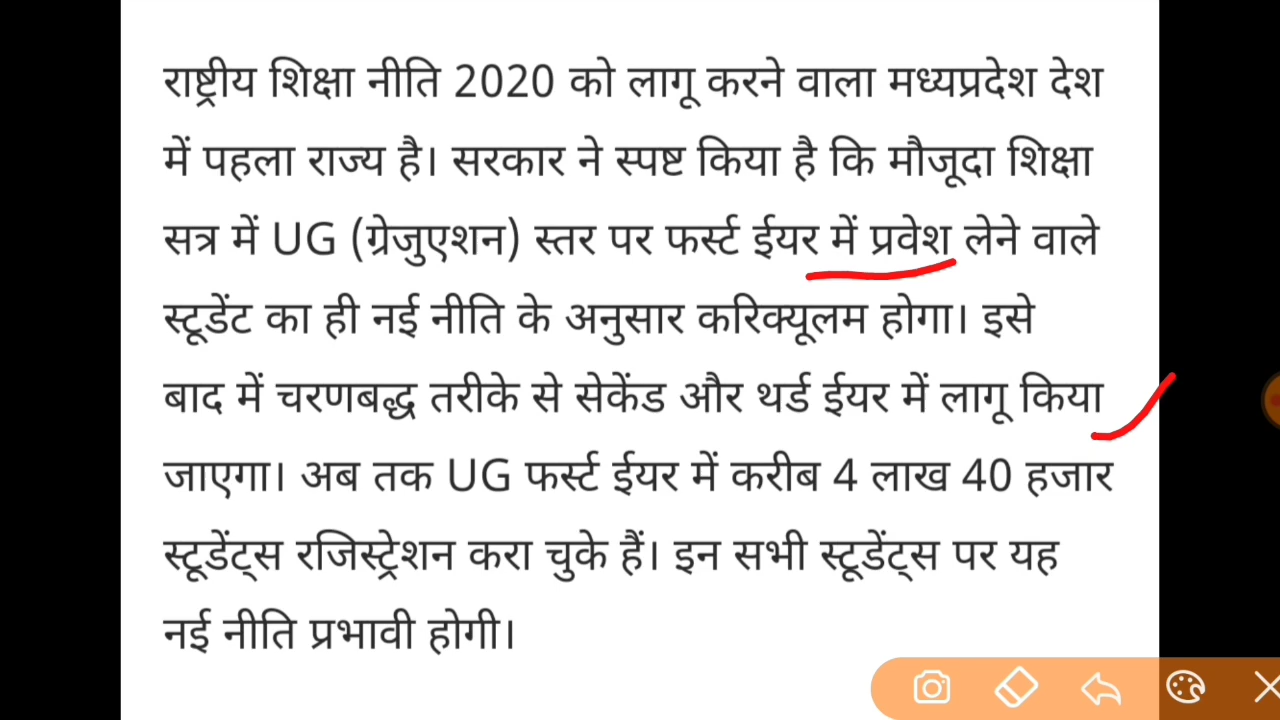 राष्ट्रीय शिक्षा नीति 2020 को लागू करने वाला मध्यप्रदेश देश
में पहला राज्य है। सरकार ने स्पष्ट किया है कि मौजूदा शिक्षा
सत्र में UG (ग्रेजुएशन) स्तर पर फर्स्ट ईयर में प्रवेश लेने वाले
स्टूडेंट का ही नई नीति के अनुसार करिक्यूलम होगा। इसे
बाद में चरणबद्ध तरीके से सेकेंड और थर्ड ईयर में लागू किया
जाएगा। अब तक UG फर्स्ट ईयर में करीब 4 लाख 40 हजार
स्टूडेंट्स रजिस्ट्रेशन करा चुके हैं। इन सभी स्टूडेंट्स पर यह
नई नीति प्रभावी होगी।